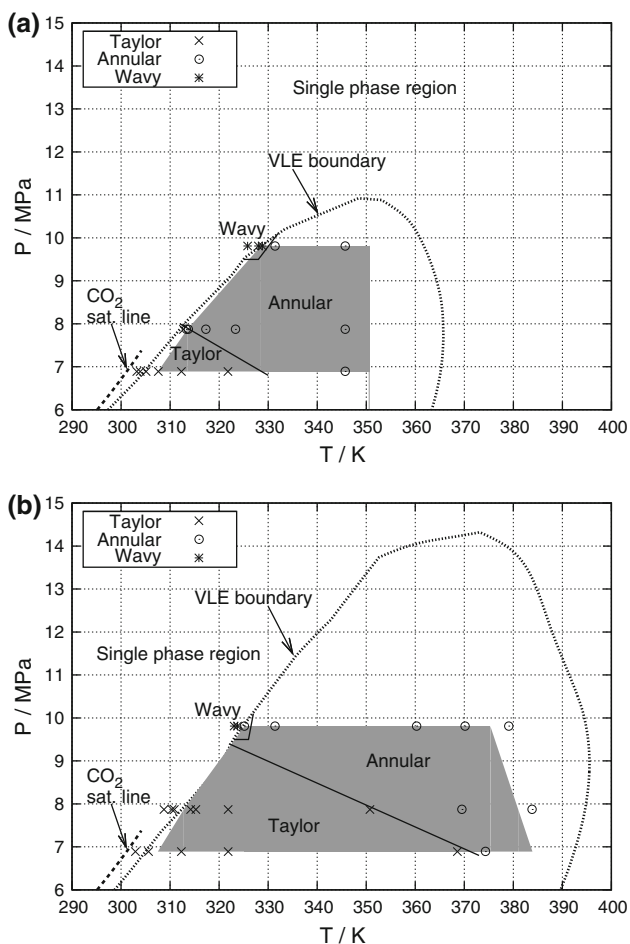 (a)
Taylor
Annular
Wavy
Single phase region
VLE boundary
Wavy
CO2
sat. line
Annular
Taylor
P / MPa
15
14
13
12
11
10
9
8
7
6
290 300 310 320 330 340 350 360 370 380 390 400
T / K
(b)
Taylor
Annular
Wavy
VLE boundary
Single phase region
Wavy
CO2
sat. line
Annular
Taylor
P / MPa
15
14
13
12
11
10
9
8
7
6
290 300 310 320 330 340 350 360 370 380 390 400
T / K